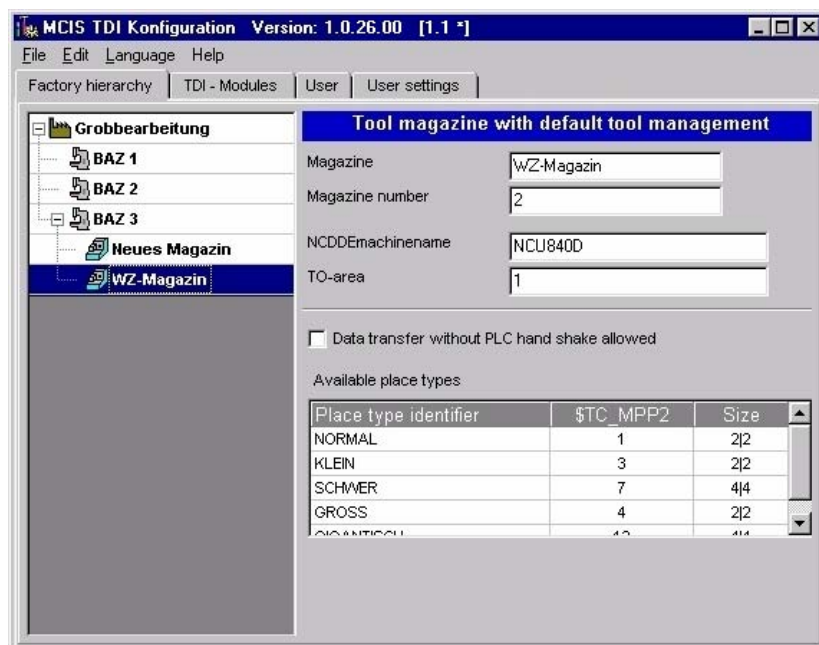 MCIS TDI Konfiguration Version: 1.0.26.00 [1.1 *]
File Edit Language Help
Factory hierarchy TDI - Modules User User settings
Grobbearbeitung
BAZ 1
BAZ 2
BAZ 3
Neues Magazin
WZ-Magazin
Tool magazine with default tool management
Magazine WZ-Magazin
Magazine number 2
NCDDEmachinename NCU840D
TO-area 1
Data transfer without PLC hand shake allowed
Available place types
Place type identifier $TC_MPP2 Size
NORMAL 1 2|2
KLEIN 3 2|2
SCHWER 7 4|4
GROSS 4 2|2